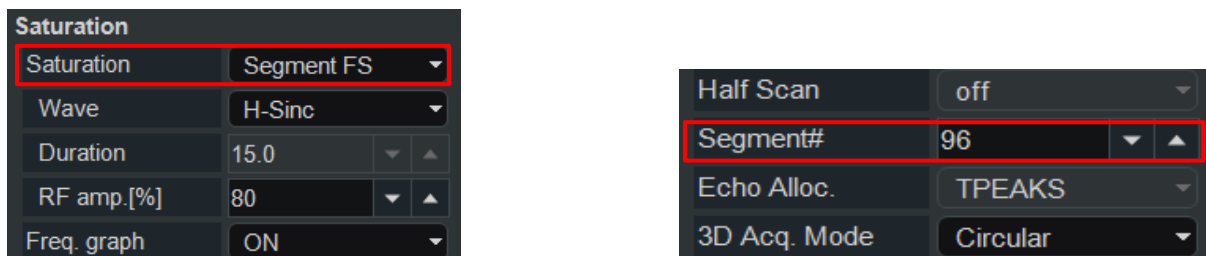 Saturation
Saturation Segment FS
Wave H-Sinc
Duration 15.0
RF amp.[%] 80
Freq. graph ON
Half Scan off
Segment# 96
Echo Alloc. TPEAKS
3D Acq. Mode Circular